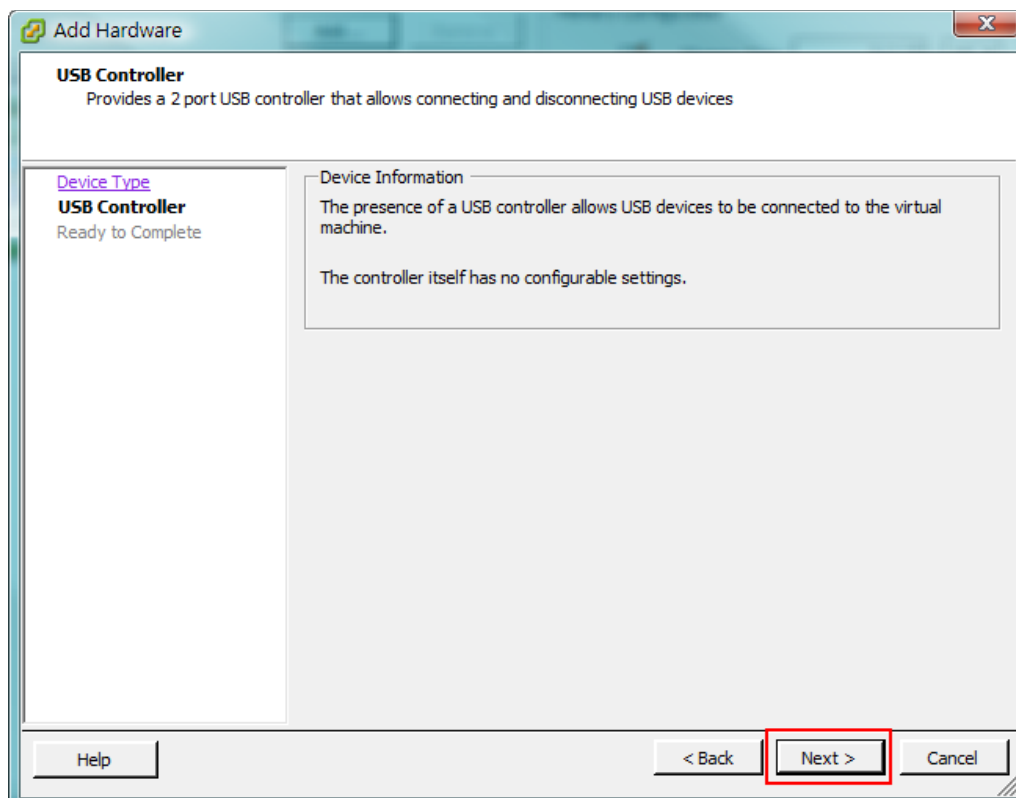 Add Hardware
USB Controller
Provides a 2 port USB controller that allows connecting and disconnecting USB devices
Device Type
USB Controller
Ready to Complete
Device Information
The presence of a USB controller allows USB devices to be connected to the virtual
machine.
The controller itself has no configurable settings.
Help
< Back
Next >
Cancel